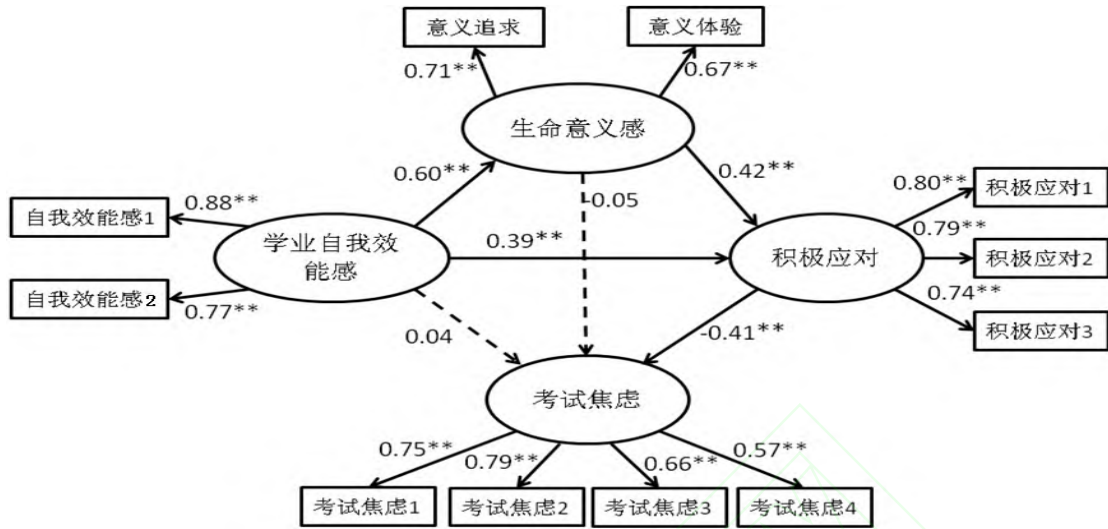 意义追求
意义体验
0.71**
0.67**
生命意义感
0.60**
0.42**
-0.05
自我效能感1
0.88**
学业自我效
能感
0.39**
积极应对
0.80**
积极应对1
0.79**
积极应对2
自我效能感2
0.77**
0.74**
积极应对3
0.04
-0.41**
考试焦虑
0.75**
0.79**
0.66**
0.57**
考试焦虑1
考试焦虑2
考试焦虑3
考试焦虑4